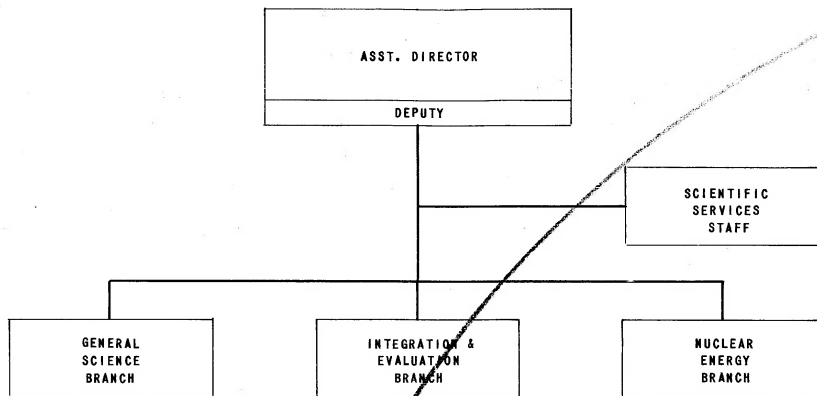 ASST. DIRECTOR
DEPUTY
SCIENTIFIC
SERVICES
STAFF
GENERAL
SCIENCE
BRANCH
INTEGRATION &
EVALUATION
BRANCH
NUCLEAR
ENERGY
BRANCH